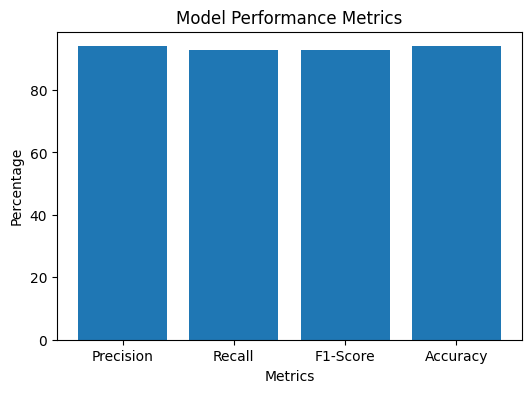 Model Performance Metrics
Percentage
80
60
40
20
0
Precision Recall F1-Score Accuracy
Metrics